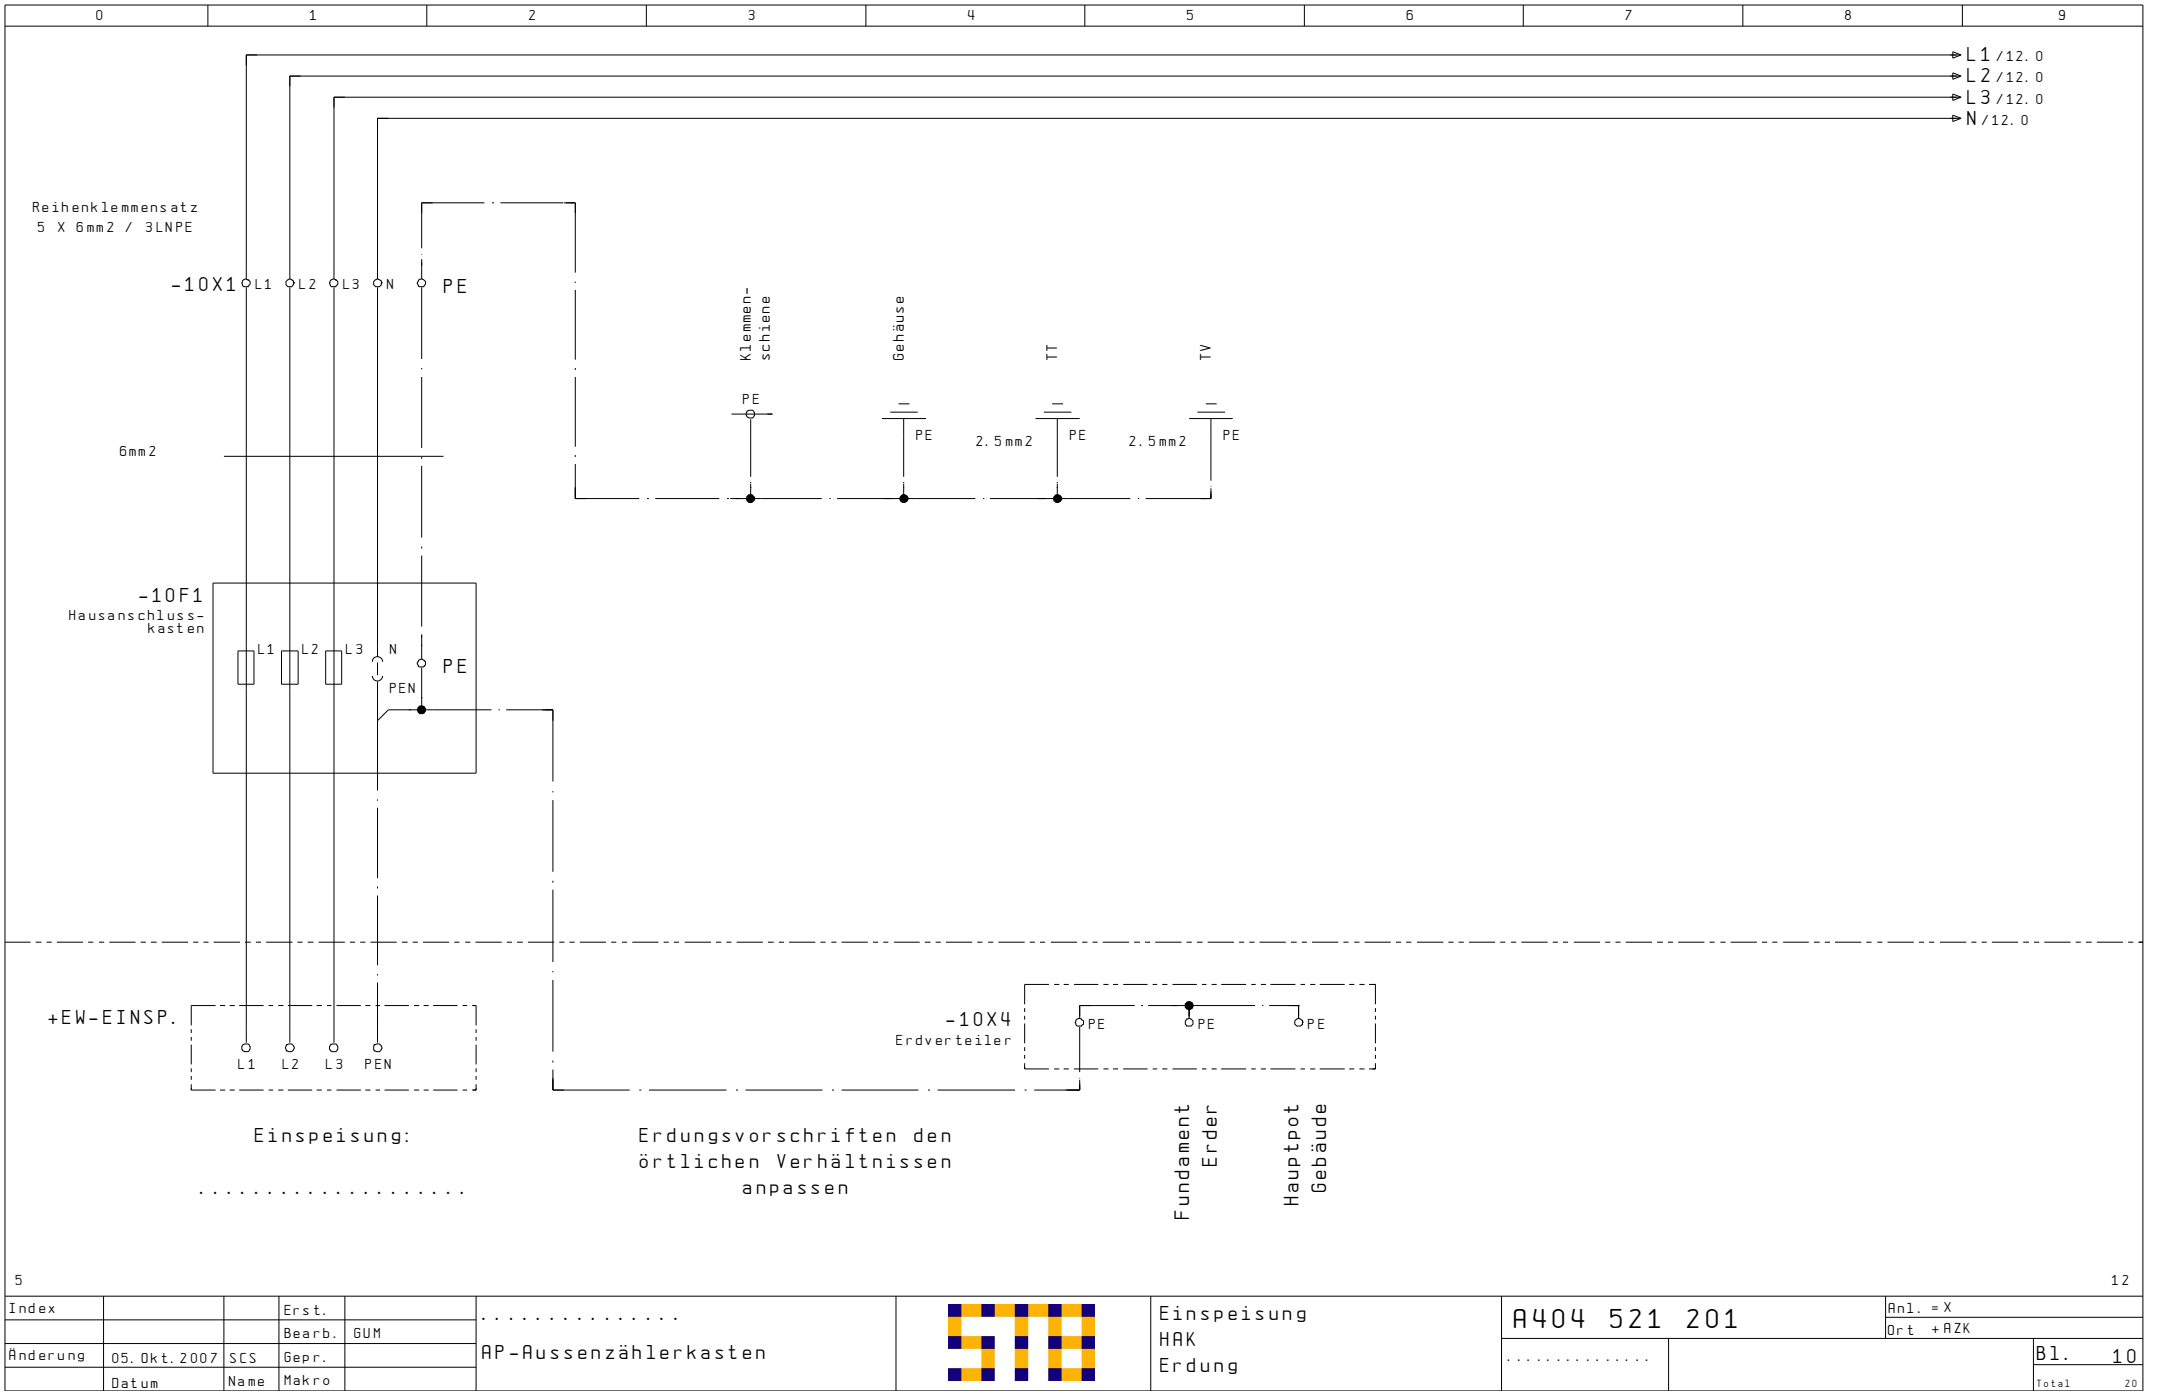 0 1 2 3 4 5 6 7 8 9
L1 /12.0
L2 /12.0
L3 /12.0
N /12.0
Reihenklemmensatz
5 X 6mm2 / 3LNPE
-10X1 L1 L2 L3 N PE
Klemmen-
schiene
Gehäuse
TT
TV
PE
PE
2.5mm2 PE
2.5mm2 PE
6mm2
-10F1
Hausanschluss-
kasten
L1 L2 L3 N
PE
PEN
+EW-EINSP.
L1 L2 L3 PEN
-10X4
Erdverteiler
PE PE PE
Einspeisung:
....................
Erdungsvorschriften den
örtlichen Verhältnissen
anpassen
Fundament
Erder
Hauptpot
Gebäude
5 12
Index Erst.
Bearb. GUM
Änderung 05.Okt.2007 SCS Gepr.
Datum Name Makro
...............
AP-Aussenzählerkasten
STB
Einspeisung
HAK
Erdung
A404 521 201
...............
Anl. =X
Ort +AZK
Bl. 10
Total 20